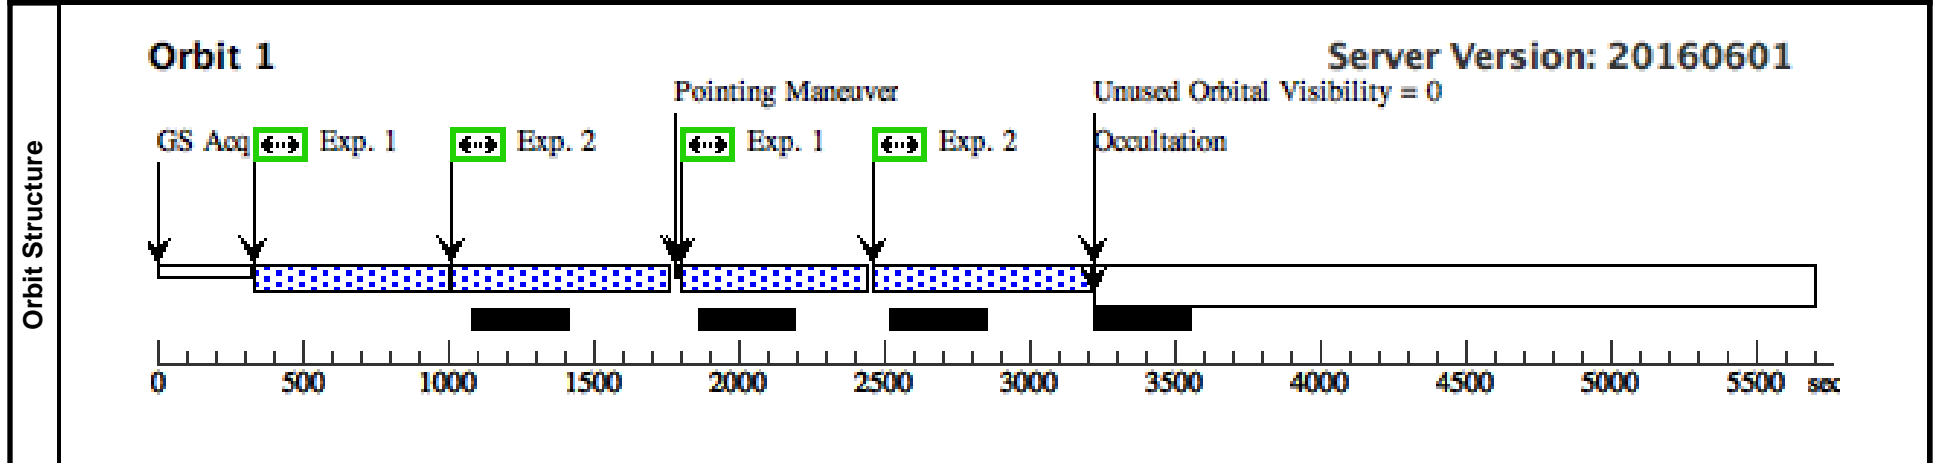 Orbit Structure
Orbit 1
Server Version: 20160601
Pointing Maneuver
Unused Orbital Visibility = 0
GS Acq
Exp. 1
Exp. 2
Exp. 1
Exp. 2
Occultation
0 500 1000 1500 2000 2500 3000 3500 4000 4500 5000 5500 sec